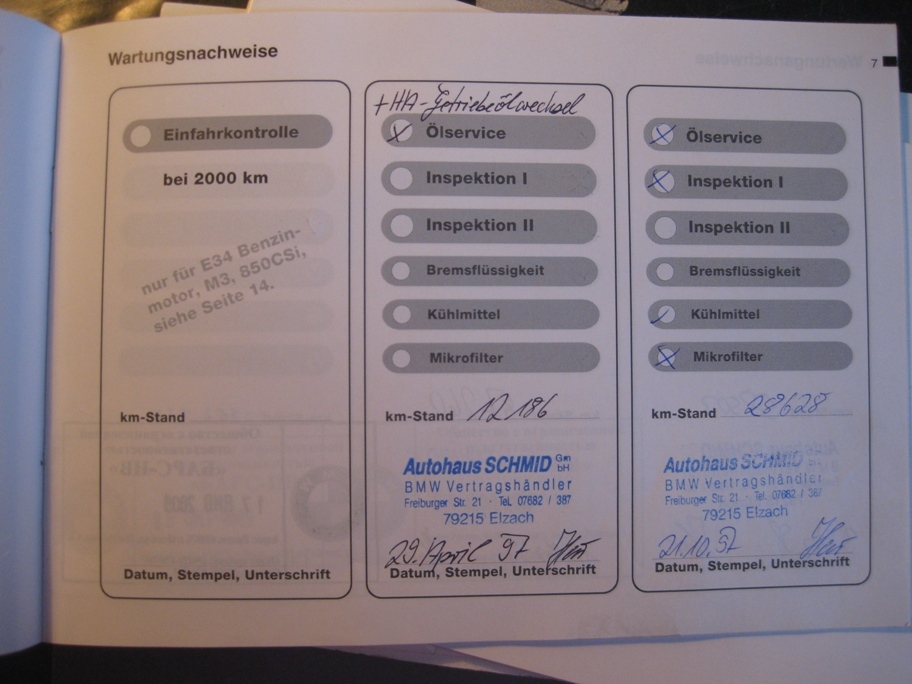 Wartungsnachweise
7
Einfahrkontrolle
bei 2000 km
nur für E34 Benzin-
motor, M3, 850CSi,
siehe Seite 14.
km-Stand
Datum, Stempel, Unterschrift
+HA-Getriebeölwechsel
Ölservice
Inspektion I
Inspektion II
Bremsflüssigkeit
Kühlmittel
Mikrofilter
km-Stand 12186
Autohaus SCHMID Gm bH
BMW Vertragshändler
Freiburger Str. 21 · Tel. 07682 / 387
79215 Elzach
29. April 97
Datum, Stempel, Unterschrift
Ölservice
Inspektion I
Inspektion II
Bremsflüssigkeit
Kühlmittel
Mikrofilter
km-Stand 28628
Autohaus SCHMID
BMW Vertragshändler
Freiburger Str. 21 · Tel. 07682 / 387
79215 Elzach
21.10.97
Datum, Stempel, Unterschrift